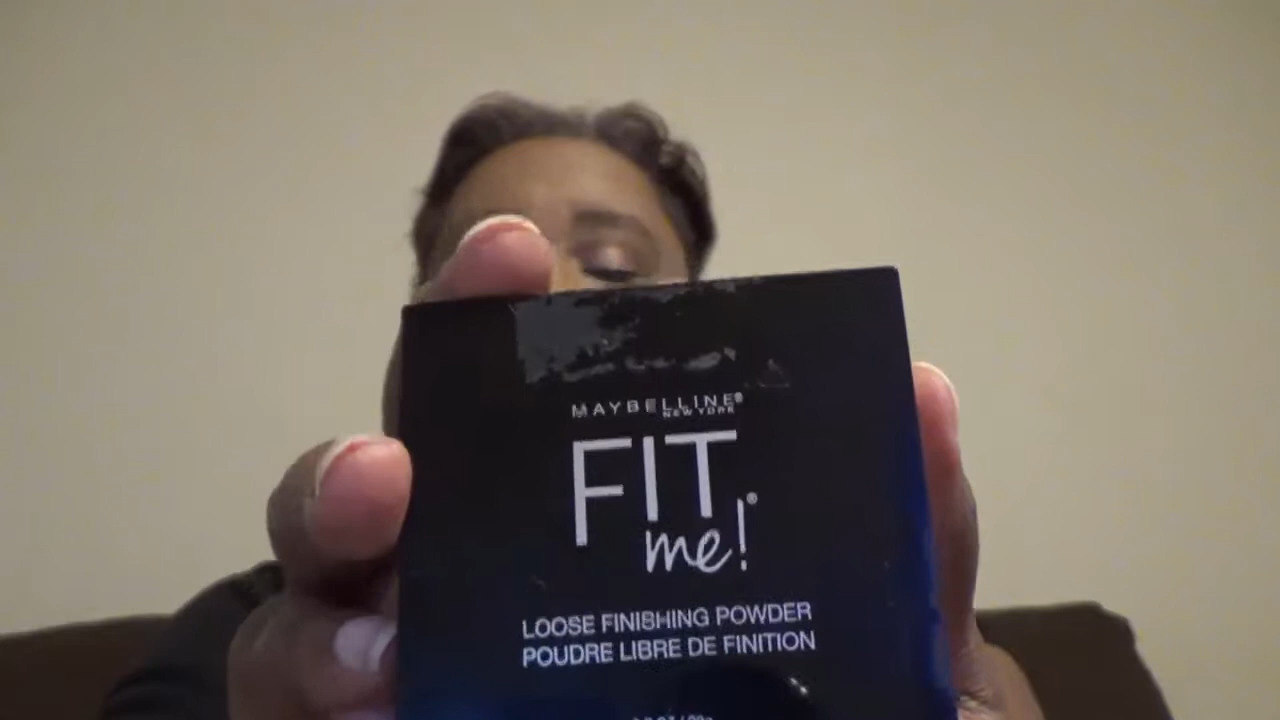 MAYBELLINE®
NEW YORK
FIT
me!®
LOOSE FINISHING POWDER
POUDRE LIBRE DE FINITION